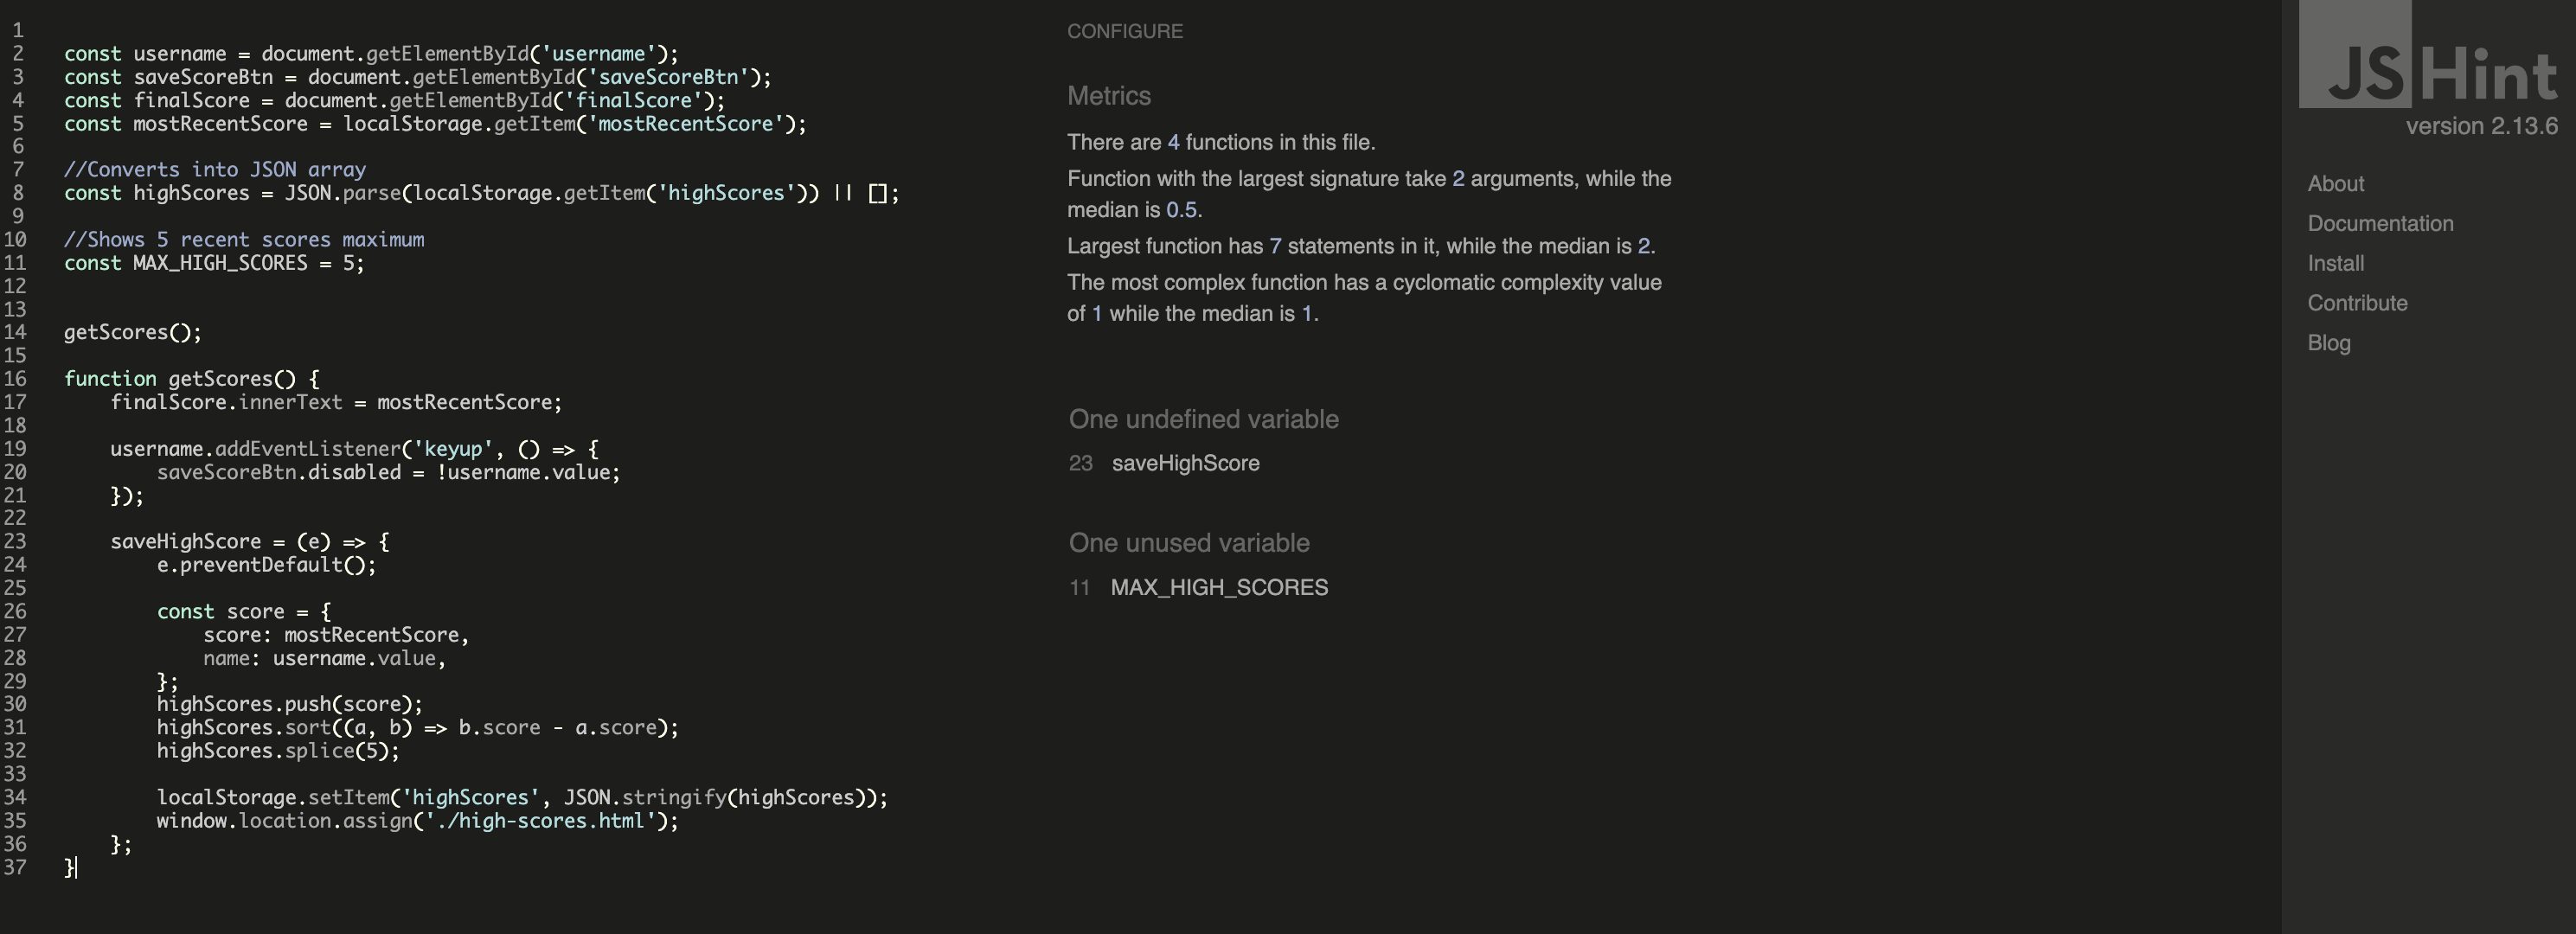 1
2 const username = document.getElementById('username');
3 const saveScoreBtn = document.getElementById('saveScoreBtn');
4 const finalScore = document.getElementById('finalScore');
5 const mostRecentScore = localStorage.getItem('mostRecentScore');
6
7 //Converts into JSON array
8 const highScores = JSON.parse(localStorage.getItem('highScores')) || [];
9
10 //Shows 5 recent scores maximum
11 const MAX_HIGH_SCORES = 5;
12
13
14 getScores();
15
16 function getScores() {
17     finalScore.innerText = mostRecentScore;
18
19     username.addEventListener('keyup', () => {
20         saveScoreBtn.disabled = !username.value;
21     });
22
23     saveHighScore = (e) => {
24         e.preventDefault();
25
26         const score = {
27             score: mostRecentScore,
28             name: username.value,
29         };
30         highScores.push(score);
31         highScores.sort((a, b) => b.score - a.score);
32         highScores.splice(5);
33
34         localStorage.setItem('highScores', JSON.stringify(highScores));
35         window.location.assign('./high-scores.html');
36     };
37 }
CONFIGURE
Metrics
There are 4 functions in this file.
Function with the largest signature take 2 arguments, while the
median is 0.5.
Largest function has 7 statements in it, while the median is 2.
The most complex function has a cyclomatic complexity value
of 1 while the median is 1.
One undefined variable
23 saveHighScore
One unused variable
11 MAX_HIGH_SCORES
JSHint
version 2.13.6
About
Documentation
Install
Contribute
Blog